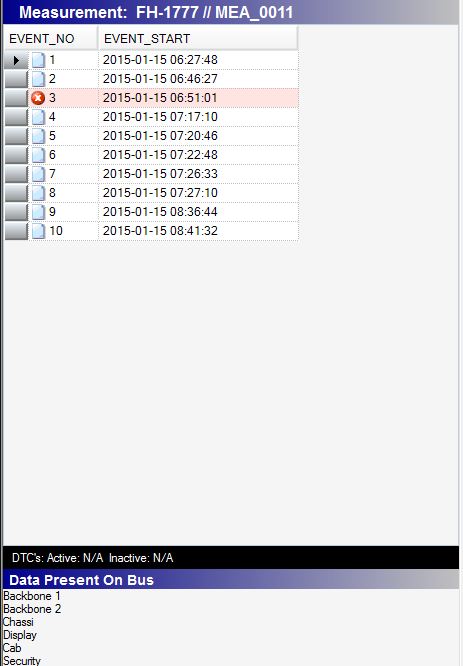 Measurement: FH-1777 // MEA_0011
EVENT_NO EVENT_START
1 2015-01-15 06:27:48
2 2015-01-15 06:46:27
3 2015-01-15 06:51:01
4 2015-01-15 07:17:10
5 2015-01-15 07:20:46
6 2015-01-15 07:22:48
7 2015-01-15 07:26:33
8 2015-01-15 07:27:10
9 2015-01-15 08:36:44
10 2015-01-15 08:41:32
DTC's: Active: N/A Inactive: N/A
Data Present On Bus
Backbone 1
Backbone 2
Chassi
Display
Cab
Security